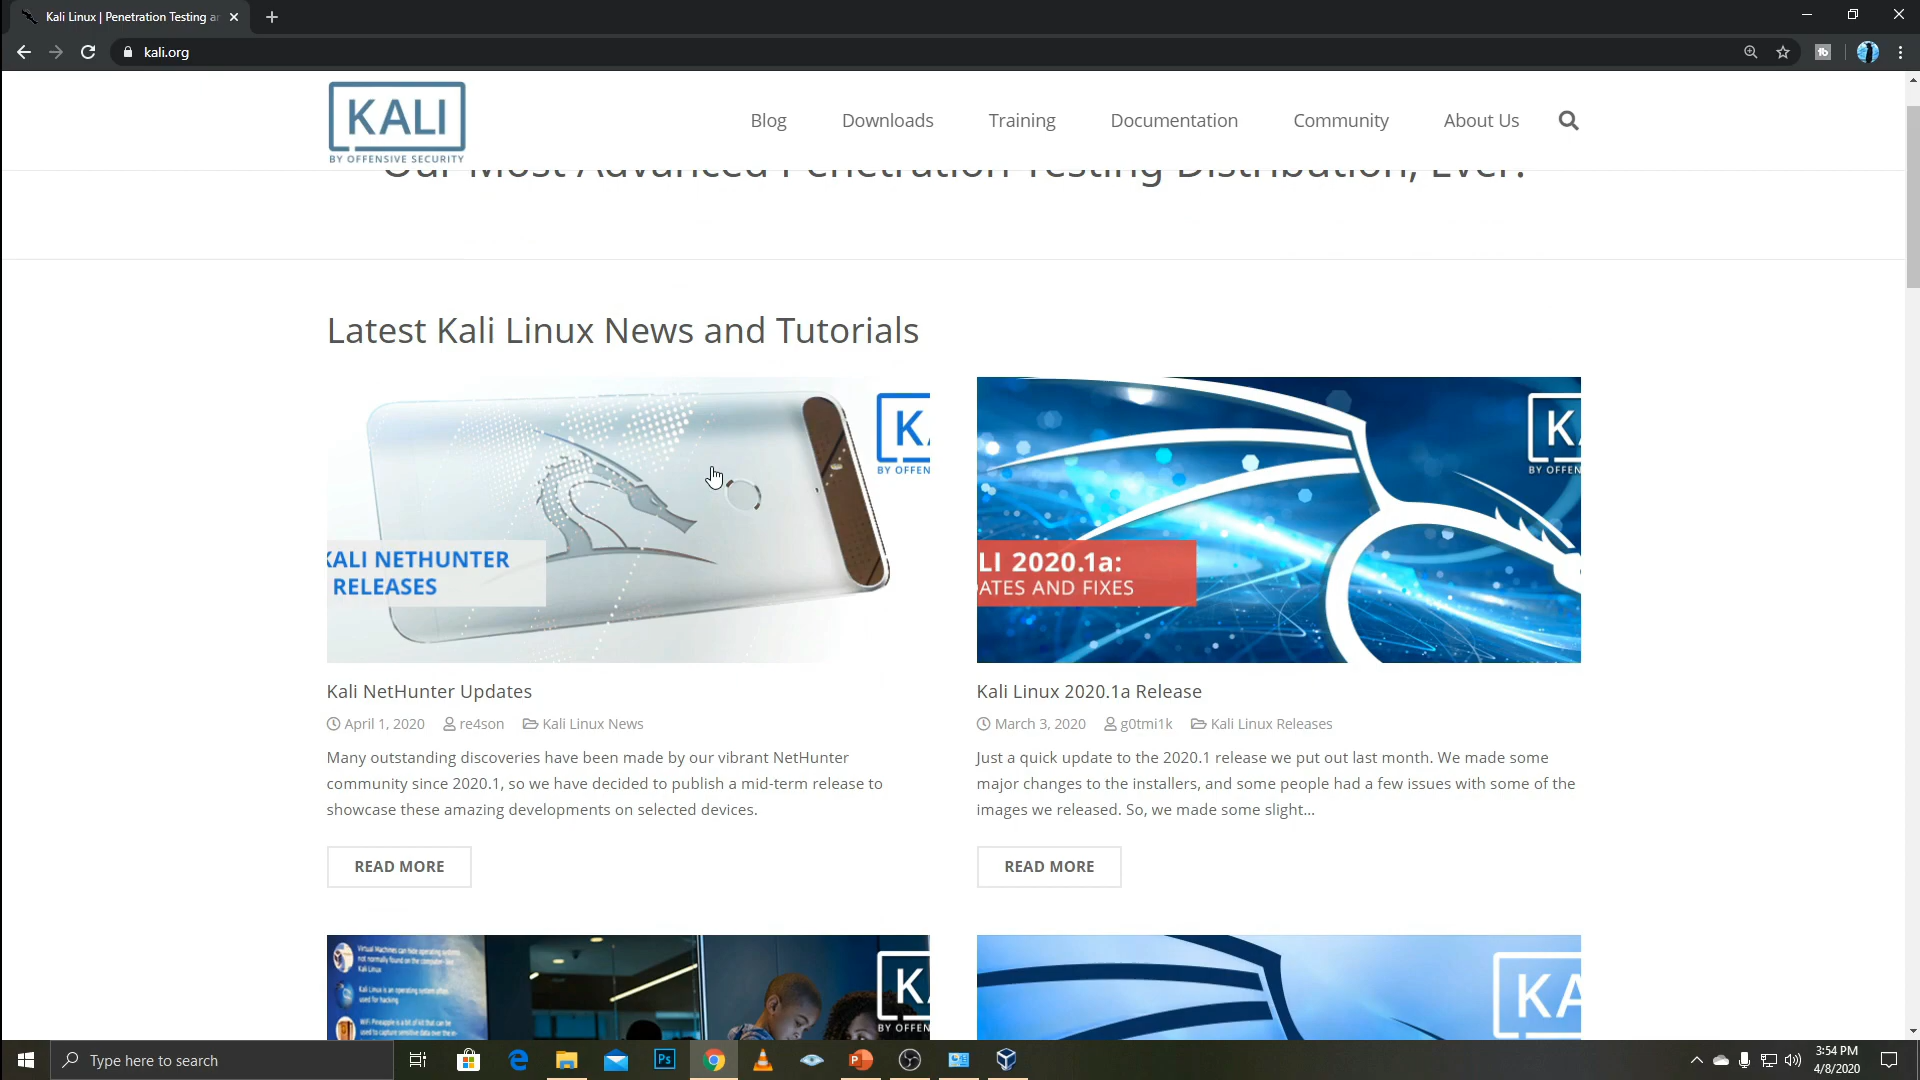 Kali Linux | Penetration Testing ar
kali.org
KALI
BY OFFENSIVE SECURITY
Blog
Downloads
Training
Documentation
Community
About Us
Our Most Advanced Penetration Testing Distribution, Ever.
Latest Kali Linux News and Tutorials
K
BY OFFEN
KALI NETHUNTER
RELEASES
K
BY OFFEN
LI 2020.1a:
DATES AND FIXES
Kali NetHunter Updates
April 1, 2020 re4son Kali Linux News
Many outstanding discoveries have been made by our vibrant NetHunter
community since 2020.1, so we have decided to publish a mid-term release to
showcase these amazing developments on selected devices.
READ MORE
Kali Linux 2020.1a Release
March 3, 2020 g0tmi1k Kali Linux Releases
Just a quick update to the 2020.1 release we put out last month. We made some
major changes to the installers, and some people had a few issues with some of the
images we released. So, we made some slight...
READ MORE
Virtual Machines can hide operating systems
not normally found on the computer- like
Kali Linux
Kali Linux is an operating system often
used for hacking
WiFi Pineapple is a bit of kit that can be
used to capture sensitive data over the
K
BY OFFEN
KA
Type here to search
Ps
3:54 PM
4/8/2020